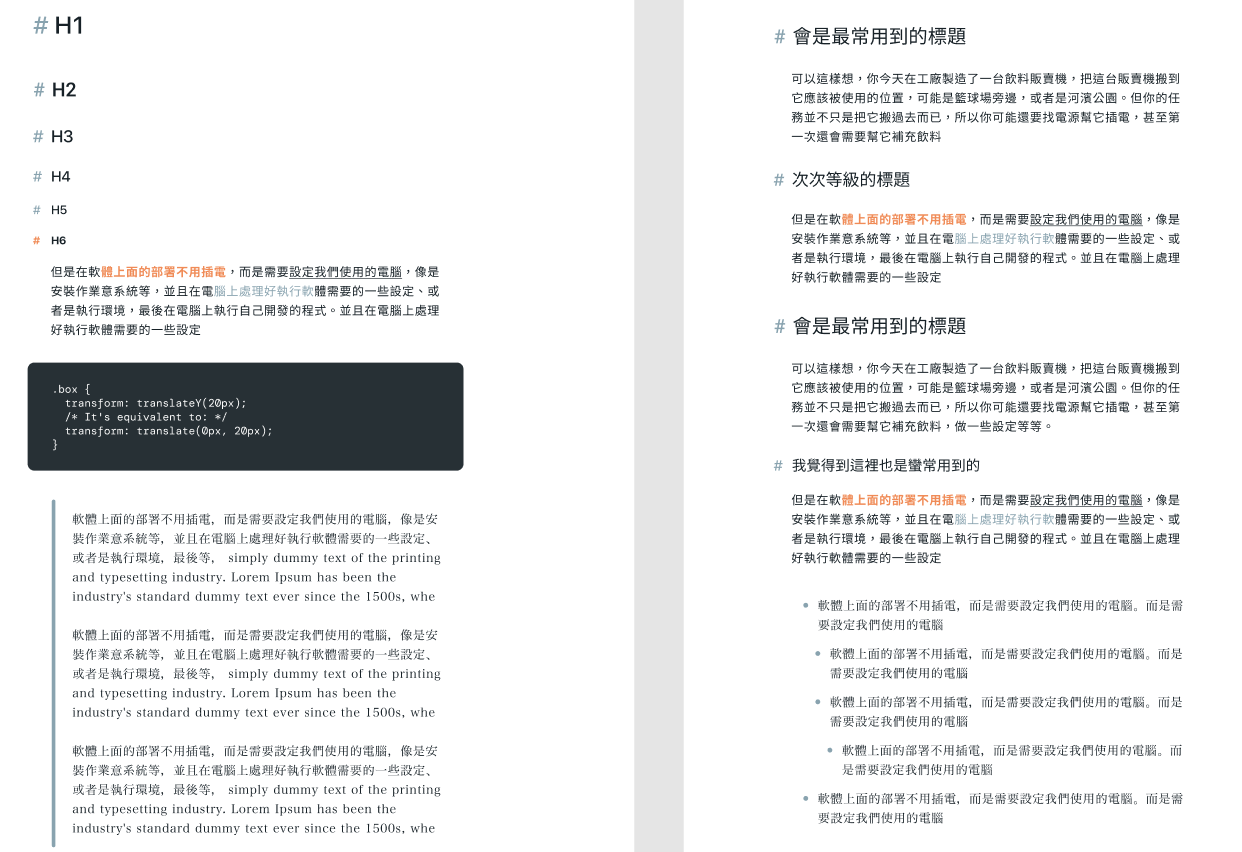 # H1
# H2
# H3
# H4
# H5
# H6
但是在軟體上面的部署不用插電，而是需要設定我們使用的電腦，像是
安裝作業意系統等，並且在電腦上處理好執行軟體需要的一些設定、或
者是執行環境，最後在電腦上執行自己開發的程式。並且在電腦上處理
好執行軟體需要的一些設定
.box {
  transform: translateY(20px);
  /* It's equivalent to: */
  transform: translate(0px, 20px);
}
軟體上面的部署不用插電，而是需要設定我們使用的電腦，像是安
裝作業意系統等，並且在電腦上處理好執行軟體需要的一些設定、
或者是執行環境，最後等， simply dummy text of the printing
and typesetting industry. Lorem Ipsum has been the
industry's standard dummy text ever since the 1500s, whe
軟體上面的部署不用插電，而是需要設定我們使用的電腦，像是安
裝作業意系統等，並且在電腦上處理好執行軟體需要的一些設定、
或者是執行環境，最後等， simply dummy text of the printing
and typesetting industry. Lorem Ipsum has been the
industry's standard dummy text ever since the 1500s, whe
軟體上面的部署不用插電，而是需要設定我們使用的電腦，像是安
裝作業意系統等，並且在電腦上處理好執行軟體需要的一些設定、
或者是執行環境，最後等， simply dummy text of the printing
and typesetting industry. Lorem Ipsum has been the
industry's standard dummy text ever since the 1500s, whe
# 會是最常用到的標題
可以這樣想，你今天在工廠製造了一台飲料販賣機，把這台販賣機搬到
它應該被使用的位置，可能是籃球場旁邊，或者是河濱公園。但你的任
務並不只是把它搬過去而已，所以你可能還要找電源幫它插電，甚至第
一次還會需要幫它補充飲料
# 次次等級的標題
但是在軟體上面的部署不用插電，而是需要設定我們使用的電腦，像是
安裝作業意系統等，並且在電腦上處理好執行軟體需要的一些設定、或
者是執行環境，最後在電腦上執行自己開發的程式。並且在電腦上處理
好執行軟體需要的一些設定
# 會是最常用到的標題
可以這樣想，你今天在工廠製造了一台飲料販賣機，把這台販賣機搬到
它應該被使用的位置，可能是籃球場旁邊，或者是河濱公園。但你的任
務並不只是把它搬過去而已，所以你可能還要找電源幫它插電，甚至第
一次還會需要幫它補充飲料，做一些設定等等。
# 我覺得到這裡也是蠻常用到的
但是在軟體上面的部署不用插電，而是需要設定我們使用的電腦，像是
安裝作業意系統等，並且在電腦上處理好執行軟體需要的一些設定、或
者是執行環境，最後在電腦上執行自己開發的程式。並且在電腦上處理
好執行軟體需要的一些設定
• 軟體上面的部署不用插電，而是需要設定我們使用的電腦。而是需
要設定我們使用的電腦
• 軟體上面的部署不用插電，而是需要設定我們使用的電腦。而是
需要設定我們使用的電腦
• 軟體上面的部署不用插電，而是需要設定我們使用的電腦。而是
需要設定我們使用的電腦
• 軟體上面的部署不用插電，而是需要設定我們使用的電腦。而
是需要設定我們使用的電腦
• 軟體上面的部署不用插電，而是需要設定我們使用的電腦。而是需
要設定我們使用的電腦